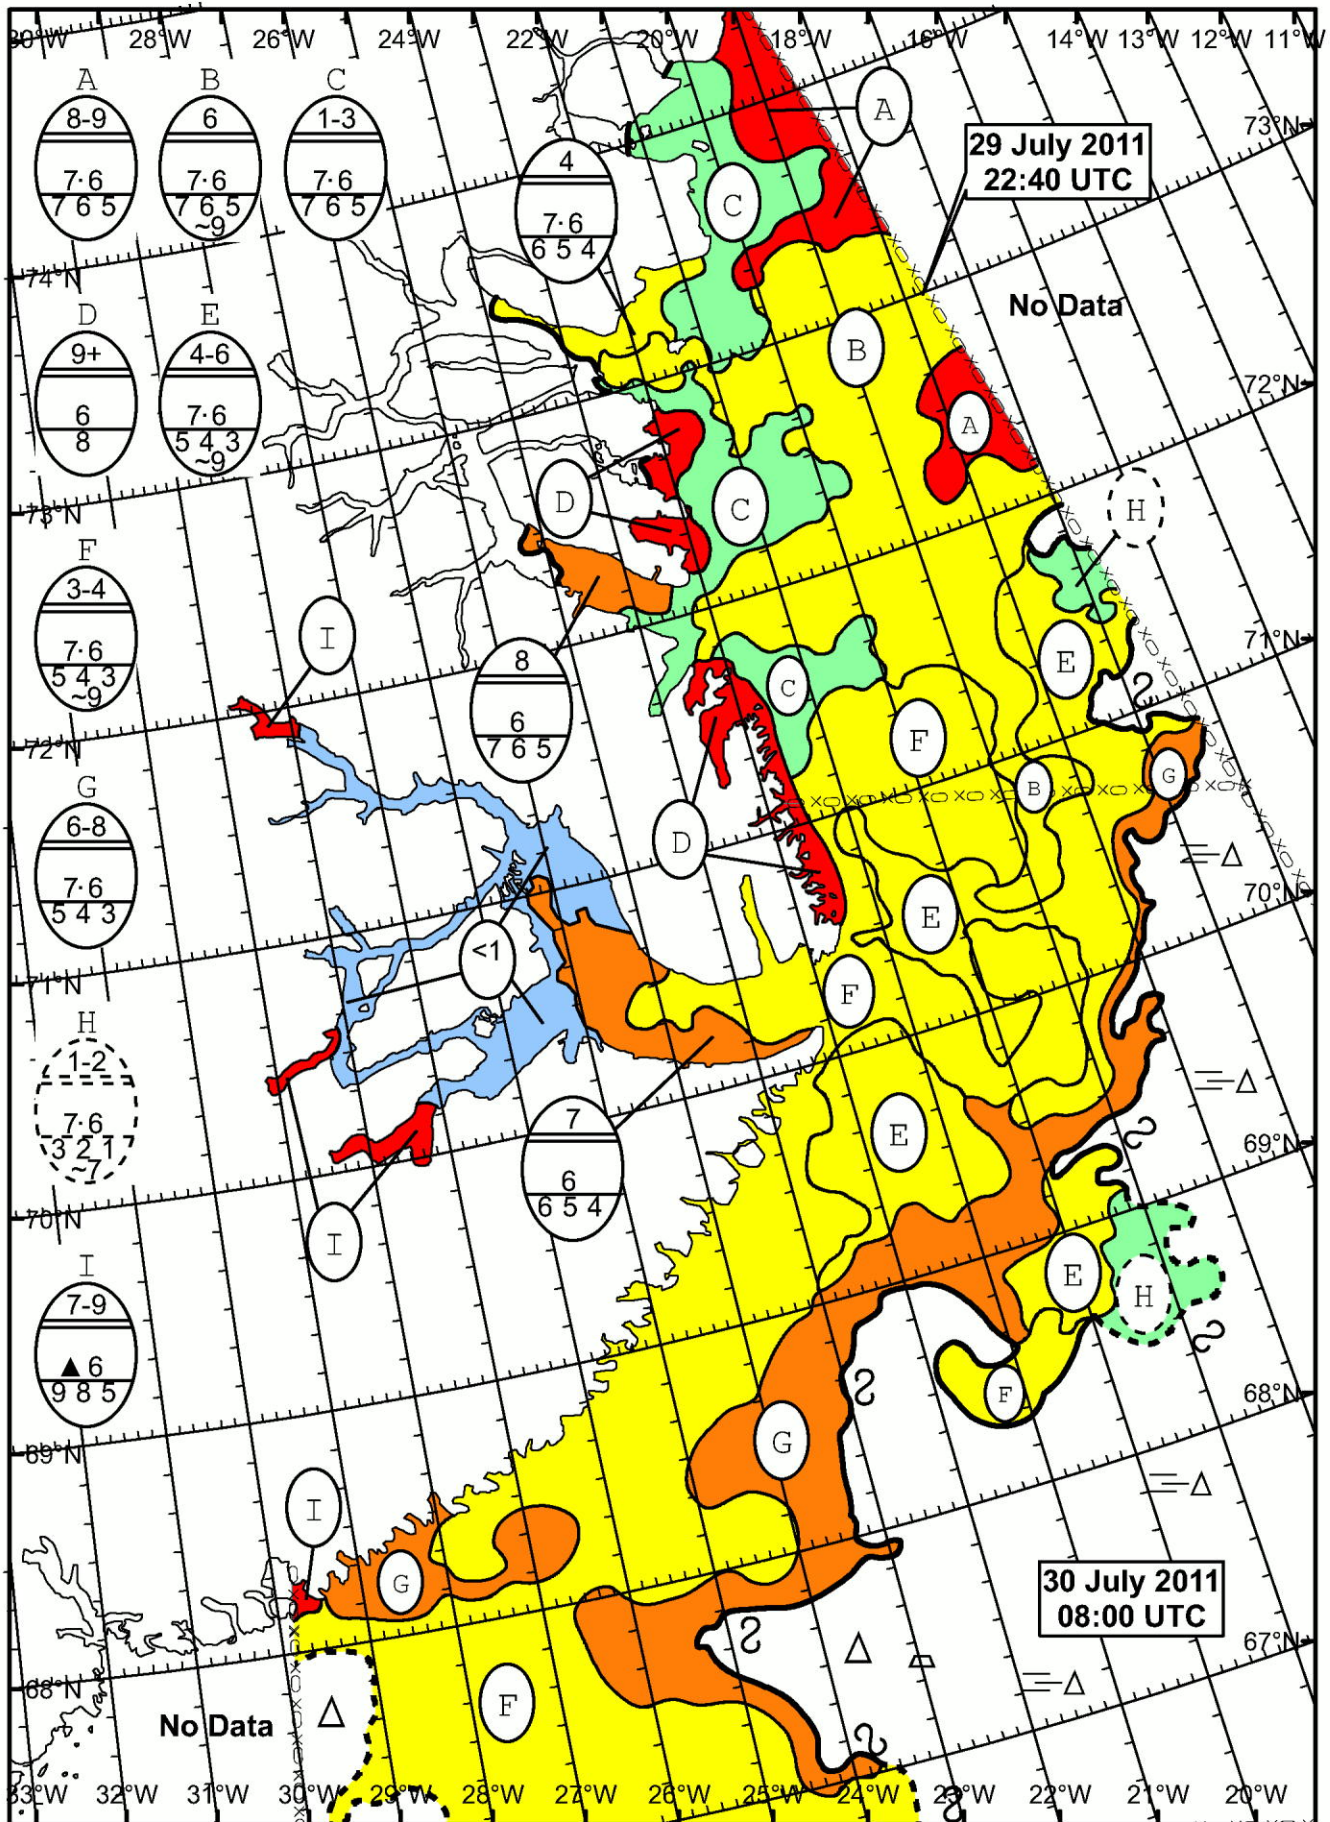 30°W 28°W 26°W 24°W 22°W 20°W 18°W 16°W 14°W 13°W 12°W 11°W
A B C
8-9 6 1-3
7·6 7·6 7·6
7 6 5 7 6 5 7 6 5
~9
4
7·6
6 5 4
A
29 July 2011
22:40 UTC
73°N
C
74°N
No Data
B
D E
9+ 4-6
6 7·6
8 5 4 3
~9
72°N
A
D
C
H
73°N
F
3-4
7·6
5 4 3
~9
I
71°N
E
8
6
7 6 5
C
F
72°N
B
G
G
6-8
7·6
5 4 3
D
70°N
E
<1
F
71°N
H
1-2
7·6
3 2 1
~7
E
7
6
6 5 4
69°N
70°N
I
E
H
I
7-9
▲ 6
9 8 5
F
68°N
G
69°N
I
G
30 July 2011
08:00 UTC
67°N
68°N
F
No Data
33°W 32°W 31°W 30°W 29°W 28°W 27°W 26°W 25°W 24°W 23°W 22°W 21°W 20°W